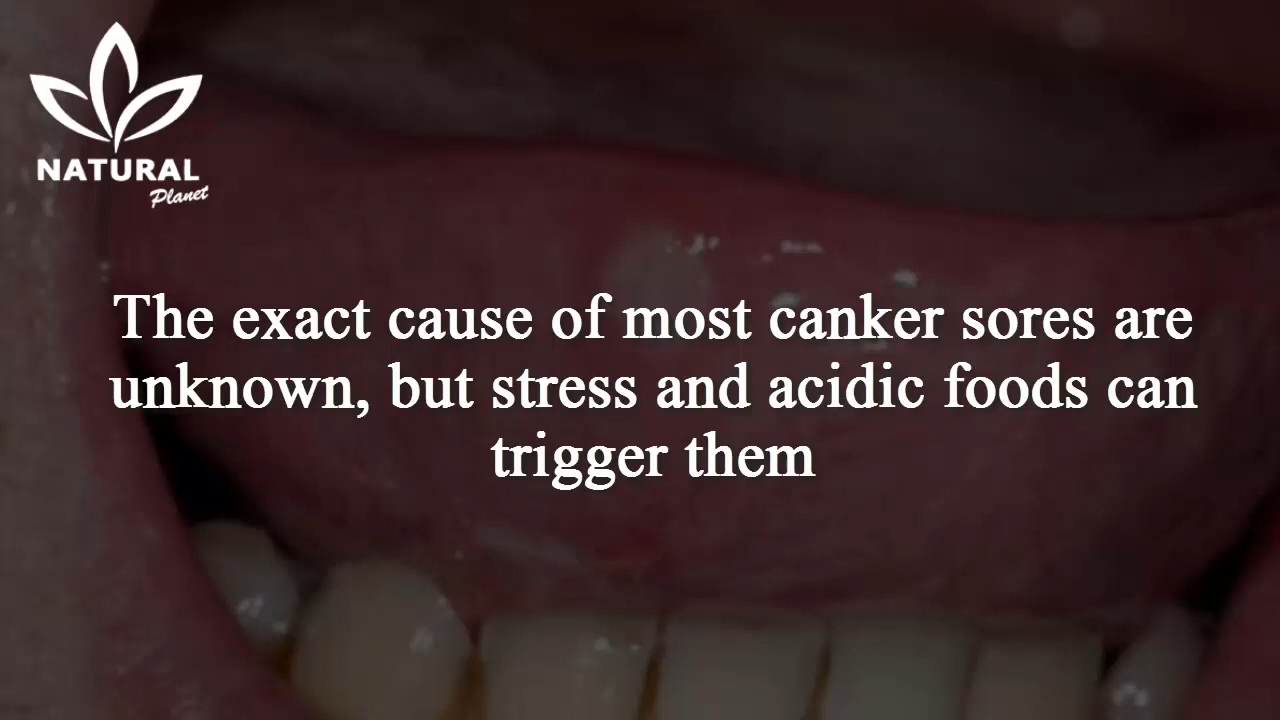 NATURAL
Planet
The exact cause of most canker sores are
unknown, but stress and acidic foods can
trigger them